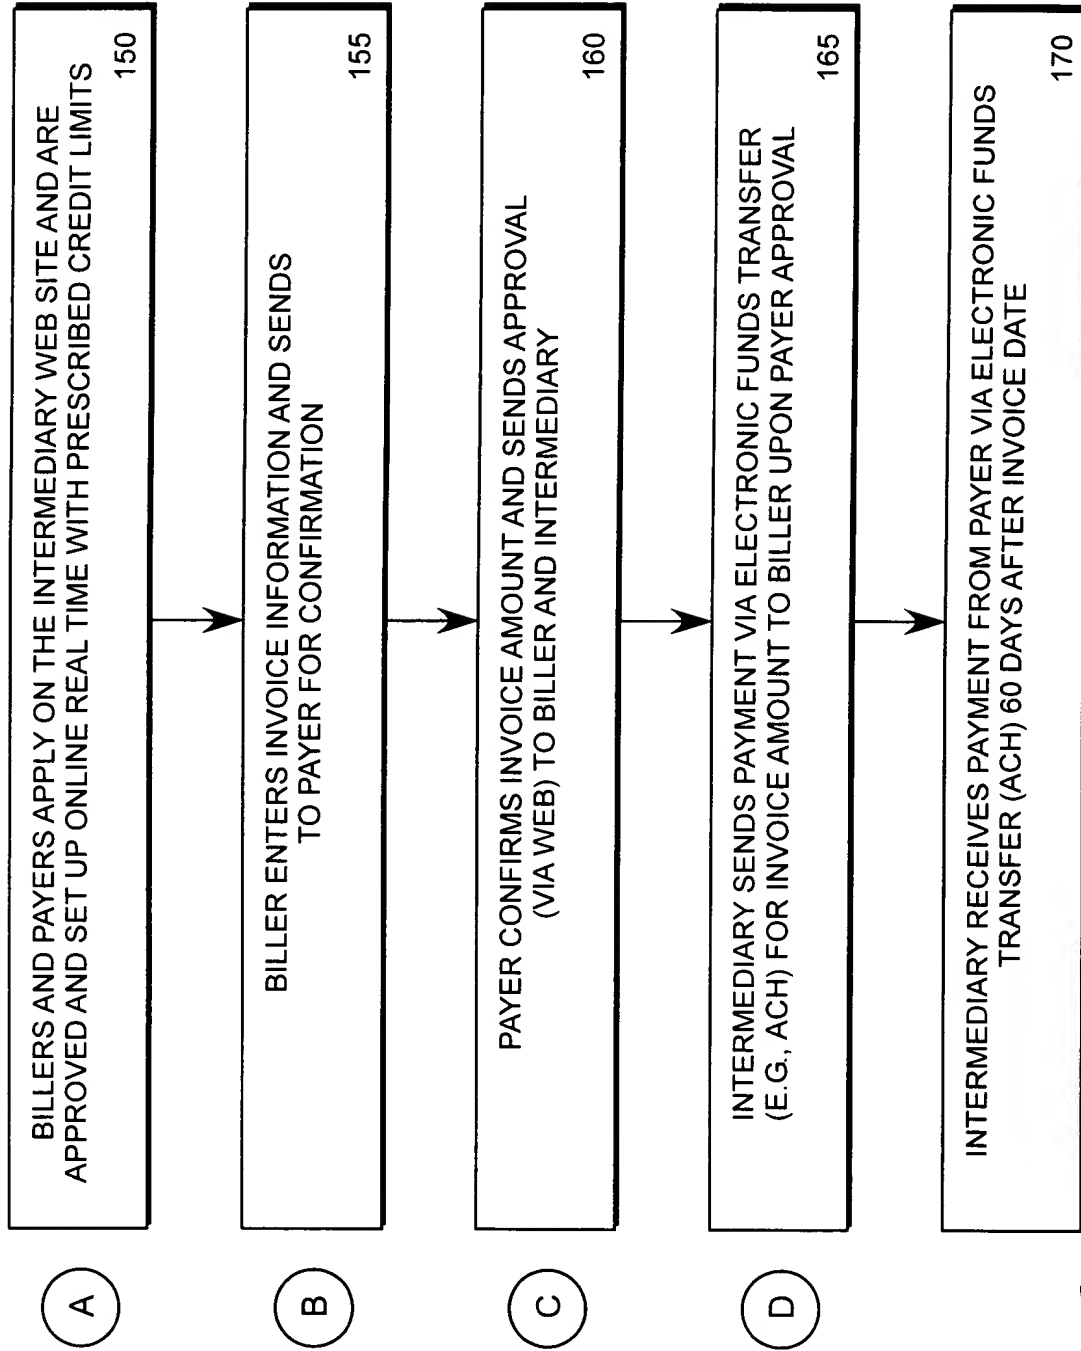 A
BILLERS AND PAYERS APPLY ON THE INTERMEDIARY WEB SITE AND ARE
APPROVED AND SET UP ONLINE REAL TIME WITH PRESCRIBED CREDIT LIMITS
150
B
BILLER ENTERS INVOICE INFORMATION AND SENDS
TO PAYER FOR CONFIRMATION
155
C
PAYER CONFIRMS INVOICE AMOUNT AND SENDS APPROVAL
(VIA WEB) TO BILLER AND INTERMEDIARY
160
D
INTERMEDIARY SENDS PAYMENT VIA ELECTRONIC FUNDS TRANSFER
(E.G., ACH) FOR INVOICE AMOUNT TO BILLER UPON PAYER APPROVAL
165
INTERMEDIARY RECEIVES PAYMENT FROM PAYER VIA ELECTRONIC FUNDS
TRANSFER (ACH) 60 DAYS AFTER INVOICE DATE
170